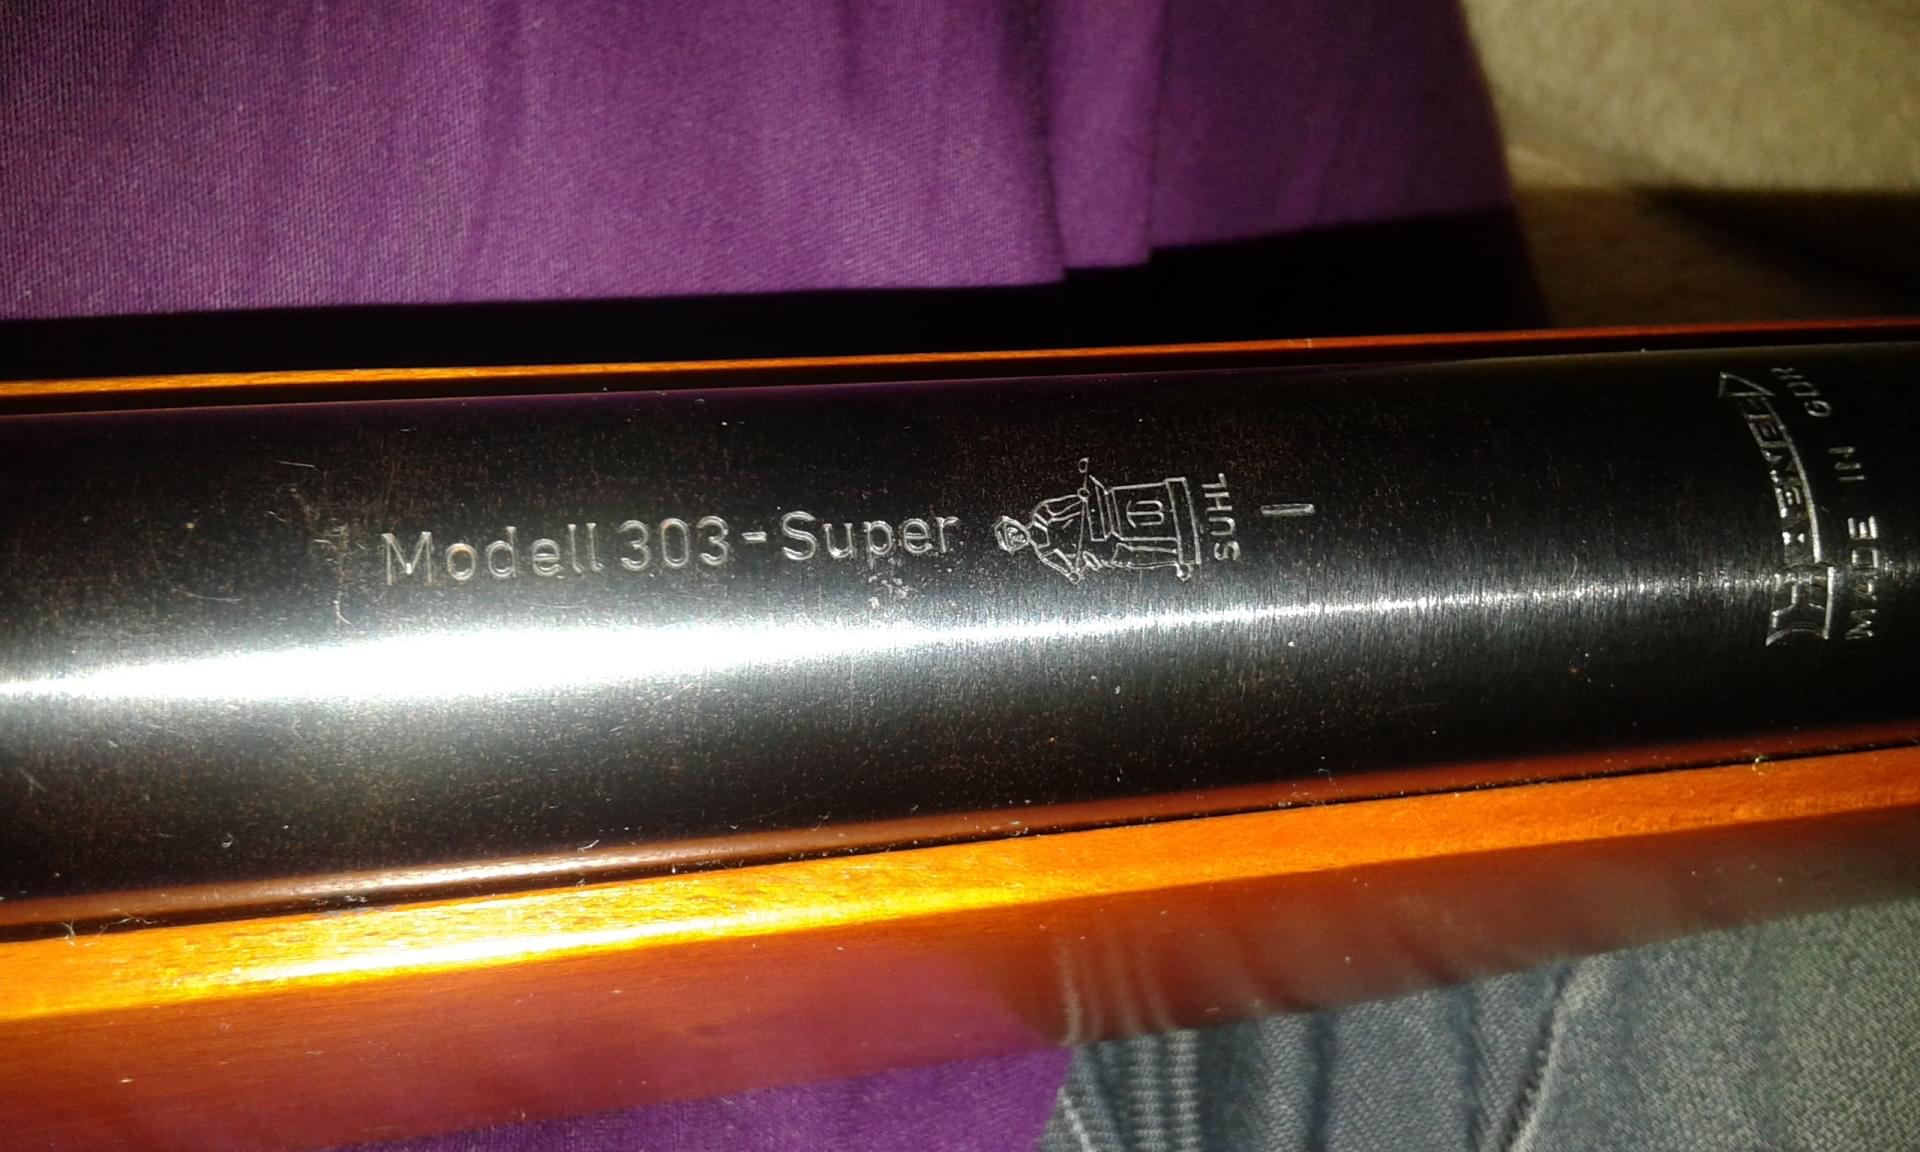 Modell 303-Super
SUHL
HAENEL
MADE IN GDR